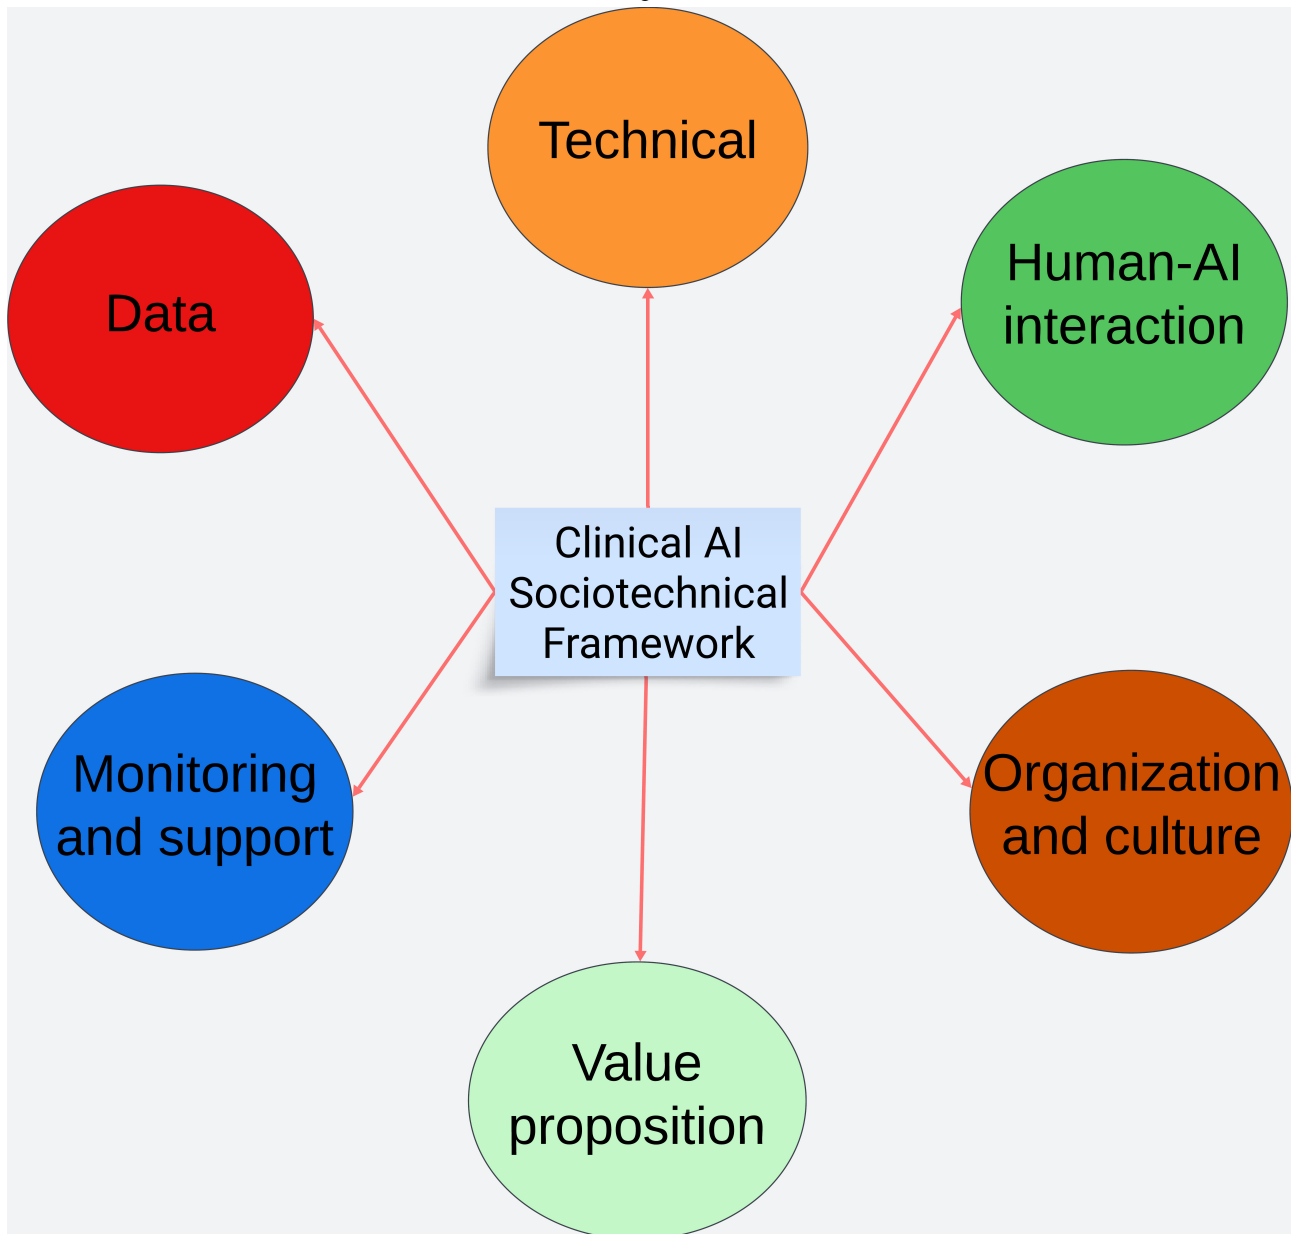 Technical
Human-AI
interaction
Data
Clinical AI
Sociotechnical
Framework
Monitoring
and support
Organization
and culture
Value
proposition